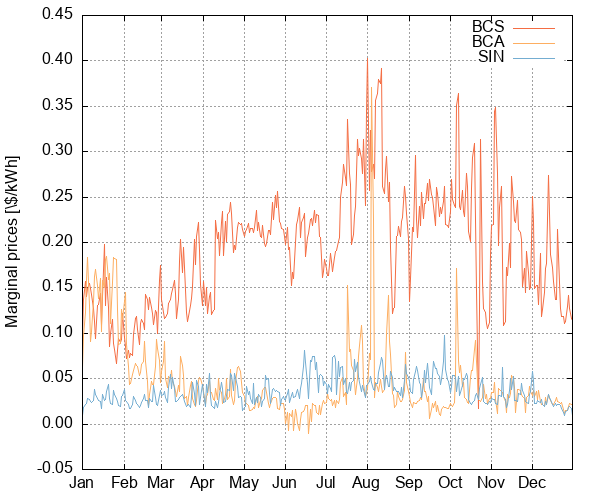 0.45
BCS
BCA
SIN
0.40
0.35
0.30
0.25
0.20
0.15
0.10
0.05
0.00
-0.05
Marginal prices [\$/kWh]
Jan Feb Mar Apr May Jun Jul Aug Sep Oct Nov Dec